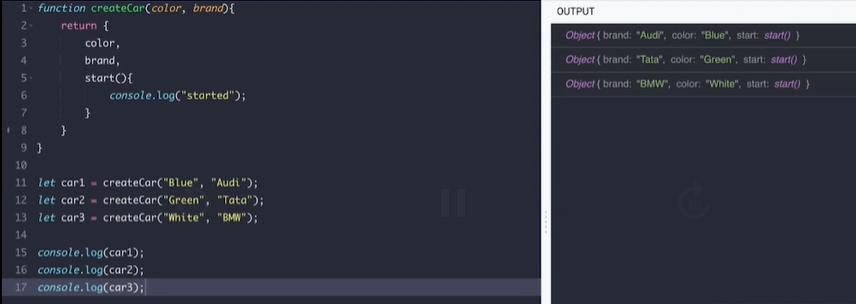 1 function createCar(color, brand){
2     return {
3         color,
4         brand,
5         start(){
6             console.log("started");
7         }
8     }
9 }
10
11 let car1 = createCar("Blue", "Audi");
12 let car2 = createCar("Green", "Tata");
13 let car3 = createCar("White", "BMW");
14
15 console.log(car1);
16 console.log(car2);
17 console.log(car3);
OUTPUT
Object { brand: "Audi", color: "Blue", start: start() }
Object { brand: "Tata", color: "Green", start: start() }
Object { brand: "BMW", color: "White", start: start() }